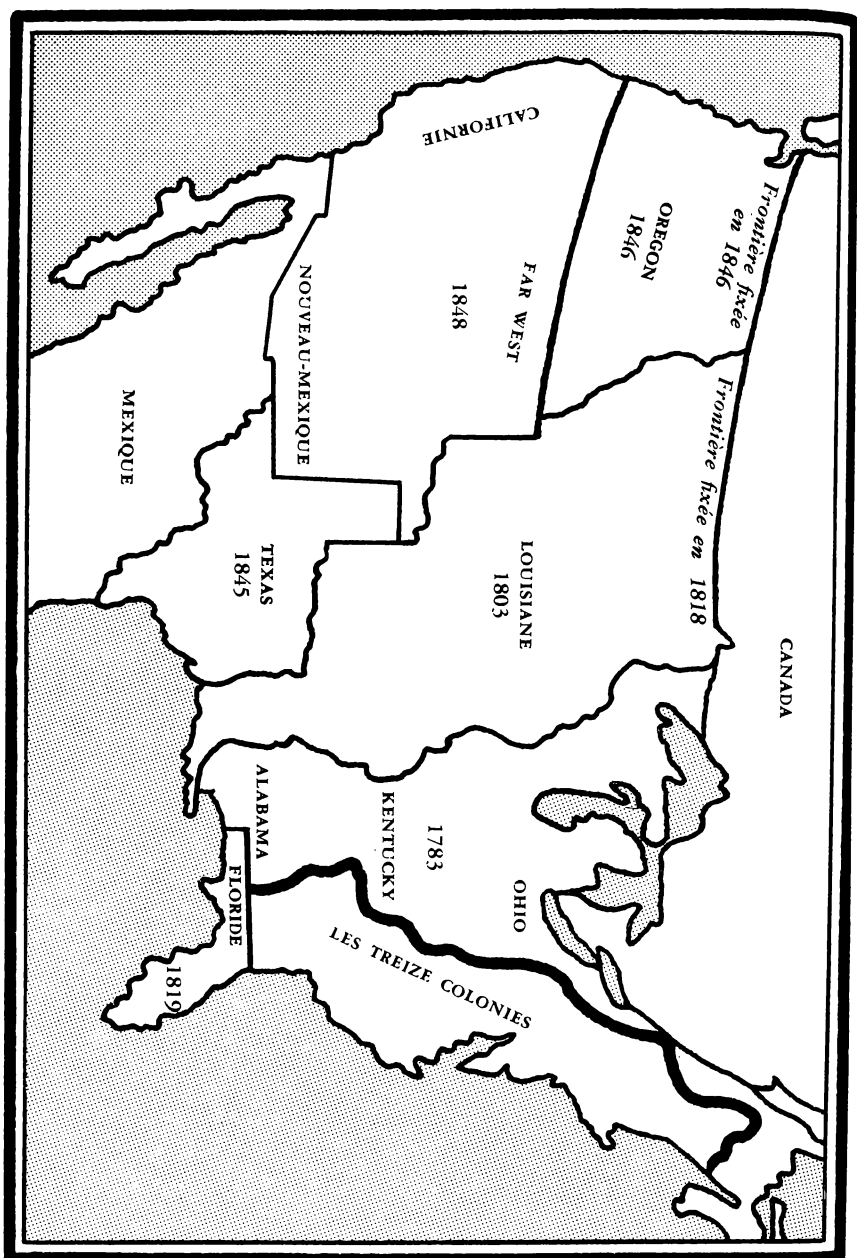 Frontière fixée
en 1846
Frontière fixée en 1818
CANADA
OREGON
1846
CALIFORNIE
FAR WEST
1848
LOUISIANE
1803
OHIO
1783
KENTUCKY
LES TREIZE COLONIES
NOUVEAU-MEXIQUE
TEXAS
1845
ALABAMA
FLORIDE
1819
MEXIQUE